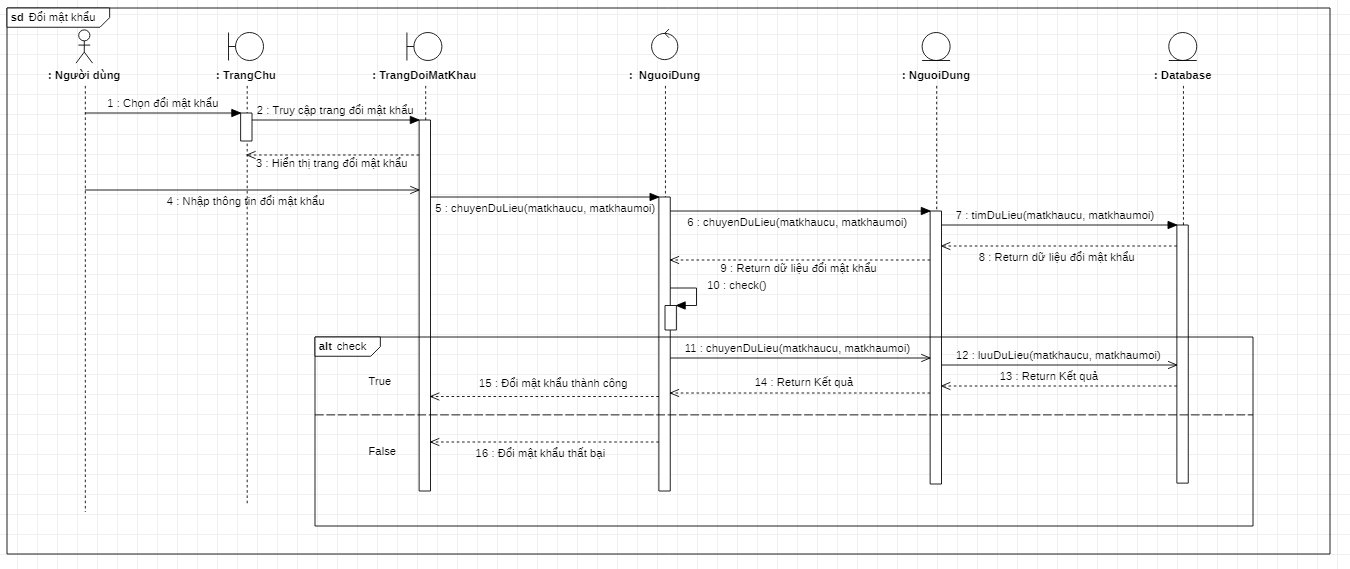 sd Đổi mật khẩu
: Người dùng
: TrangChu
: TrangDoiMatKhau
: NguoiDung
: NguoiDung
: Database
1 : Chọn đổi mật khẩu
2 : Truy cập trang đổi mật khẩu
3 : Hiển thị trang đổi mật khẩu
4 : Nhập thông tin đổi mật khẩu
5 : chuyenDuLieu(matkhaucu, matkhaumoi)
6 : chuyenDuLieu(matkhaucu, matkhaumoi)
7 : timDuLieu(matkhaucu, matkhaumoi)
8 : Return dữ liệu đổi mật khẩu
9 : Return dữ liệu đổi mật khẩu
10 : check()
alt check
11 : chuyenDuLieu(matkhaucu, matkhaumoi)
12 : luuDuLieu(matkhaucu, matkhaumoi)
13 : Return Kết quả
True
15 : Đổi mật khẩu thành công
14 : Return Kết quả
False
16 : Đổi mật khẩu thất bại